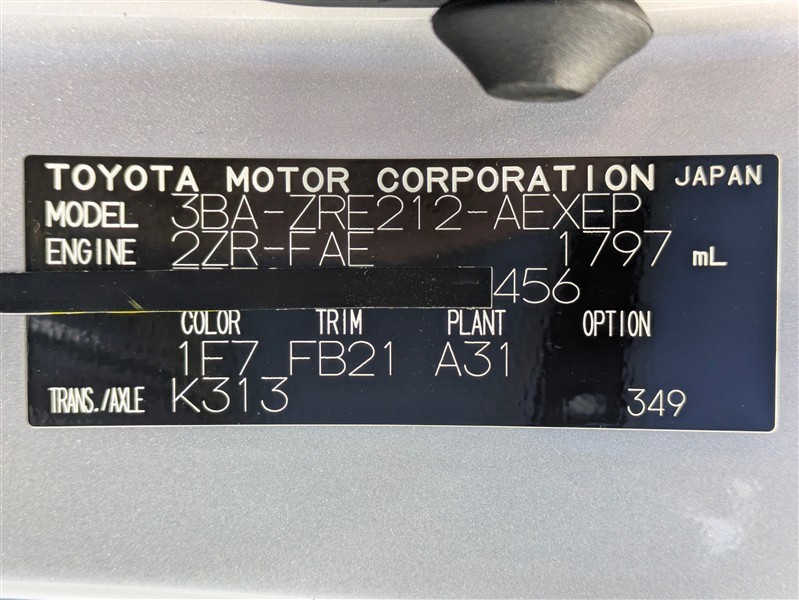 TOYOTA MOTOR CORPORATION JAPAN
MODEL 3BA-ZRE212-AEXEP
ENGINE 2ZR-FAE 1797 mL
456
COLOR TRIM PLANT OPTION
1F7 FB21 A31
TRANS./AXLE K313 349